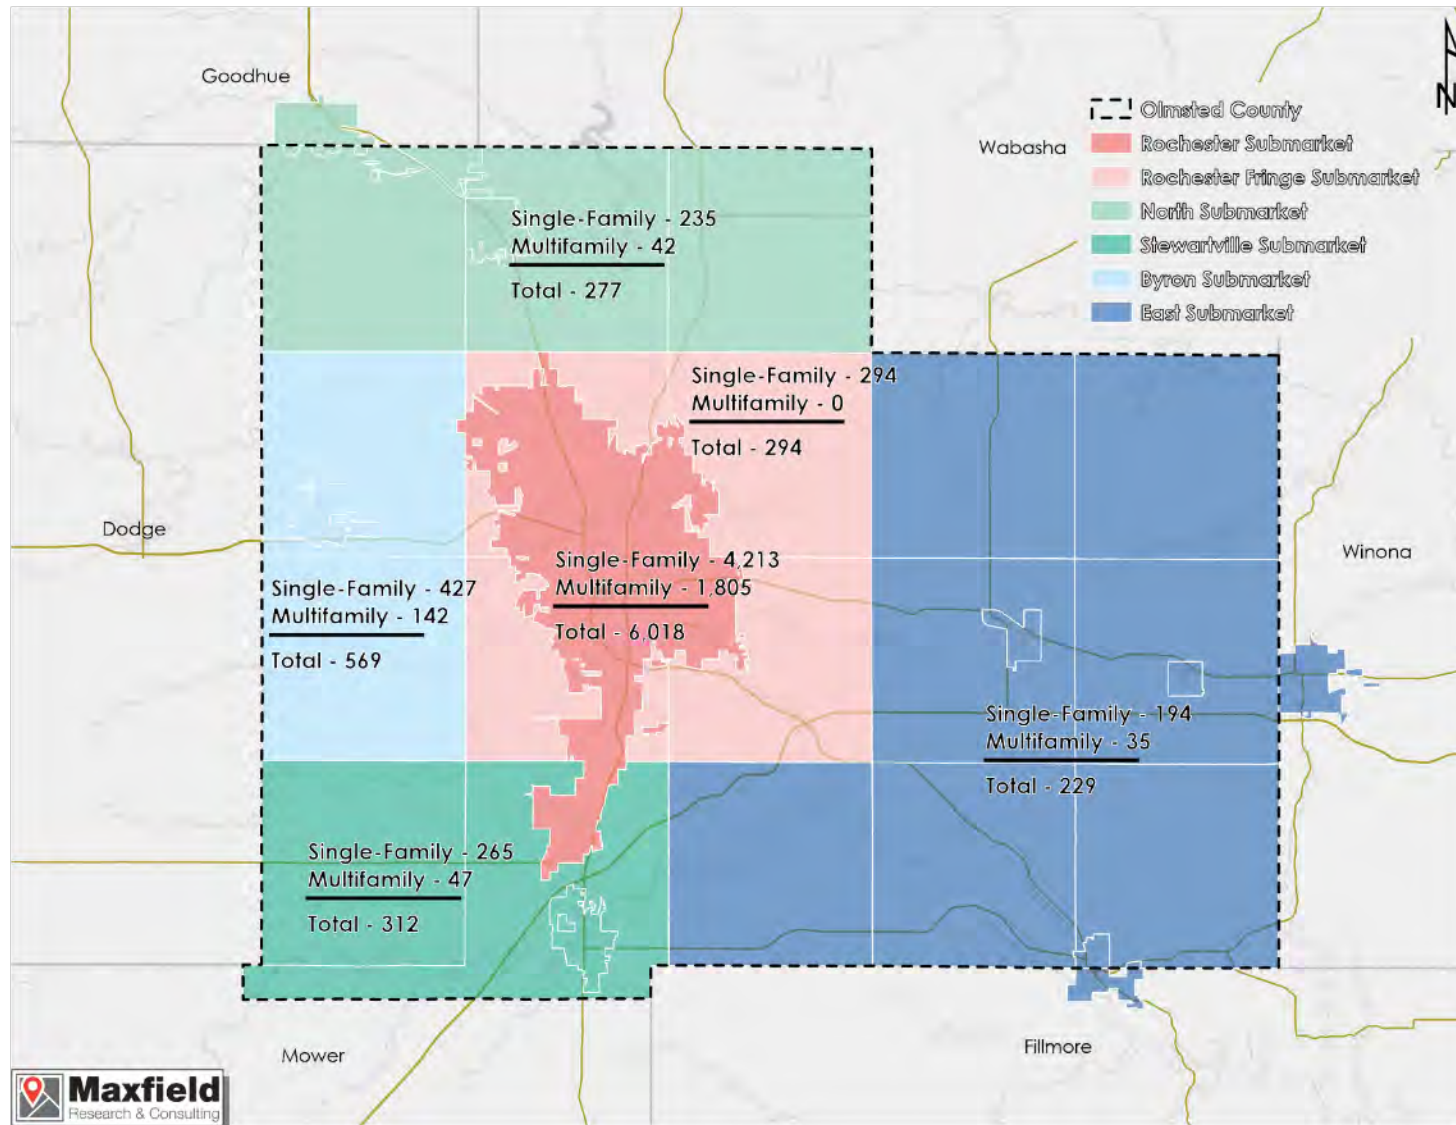 Goodhue
N
Olmsted County
Wabasha
Rochester Submarket
Rochester Fringe Submarket
North Submarket
Stewartville Submarket
Byron Submarket
East Submarket
Single-Family - 235
Multifamily - 42
Total - 277
Single-Family - 294
Multifamily - 0
Total - 294
Dodge
Winona
Single-Family - 4,213
Multifamily - 1,805
Total - 6,018
Single-Family - 427
Multifamily - 142
Total - 569
Single-Family - 194
Multifamily - 35
Total - 229
Single-Family - 265
Multifamily - 47
Total - 312
Mower
Fillmore
Maxfield
Research & Consulting